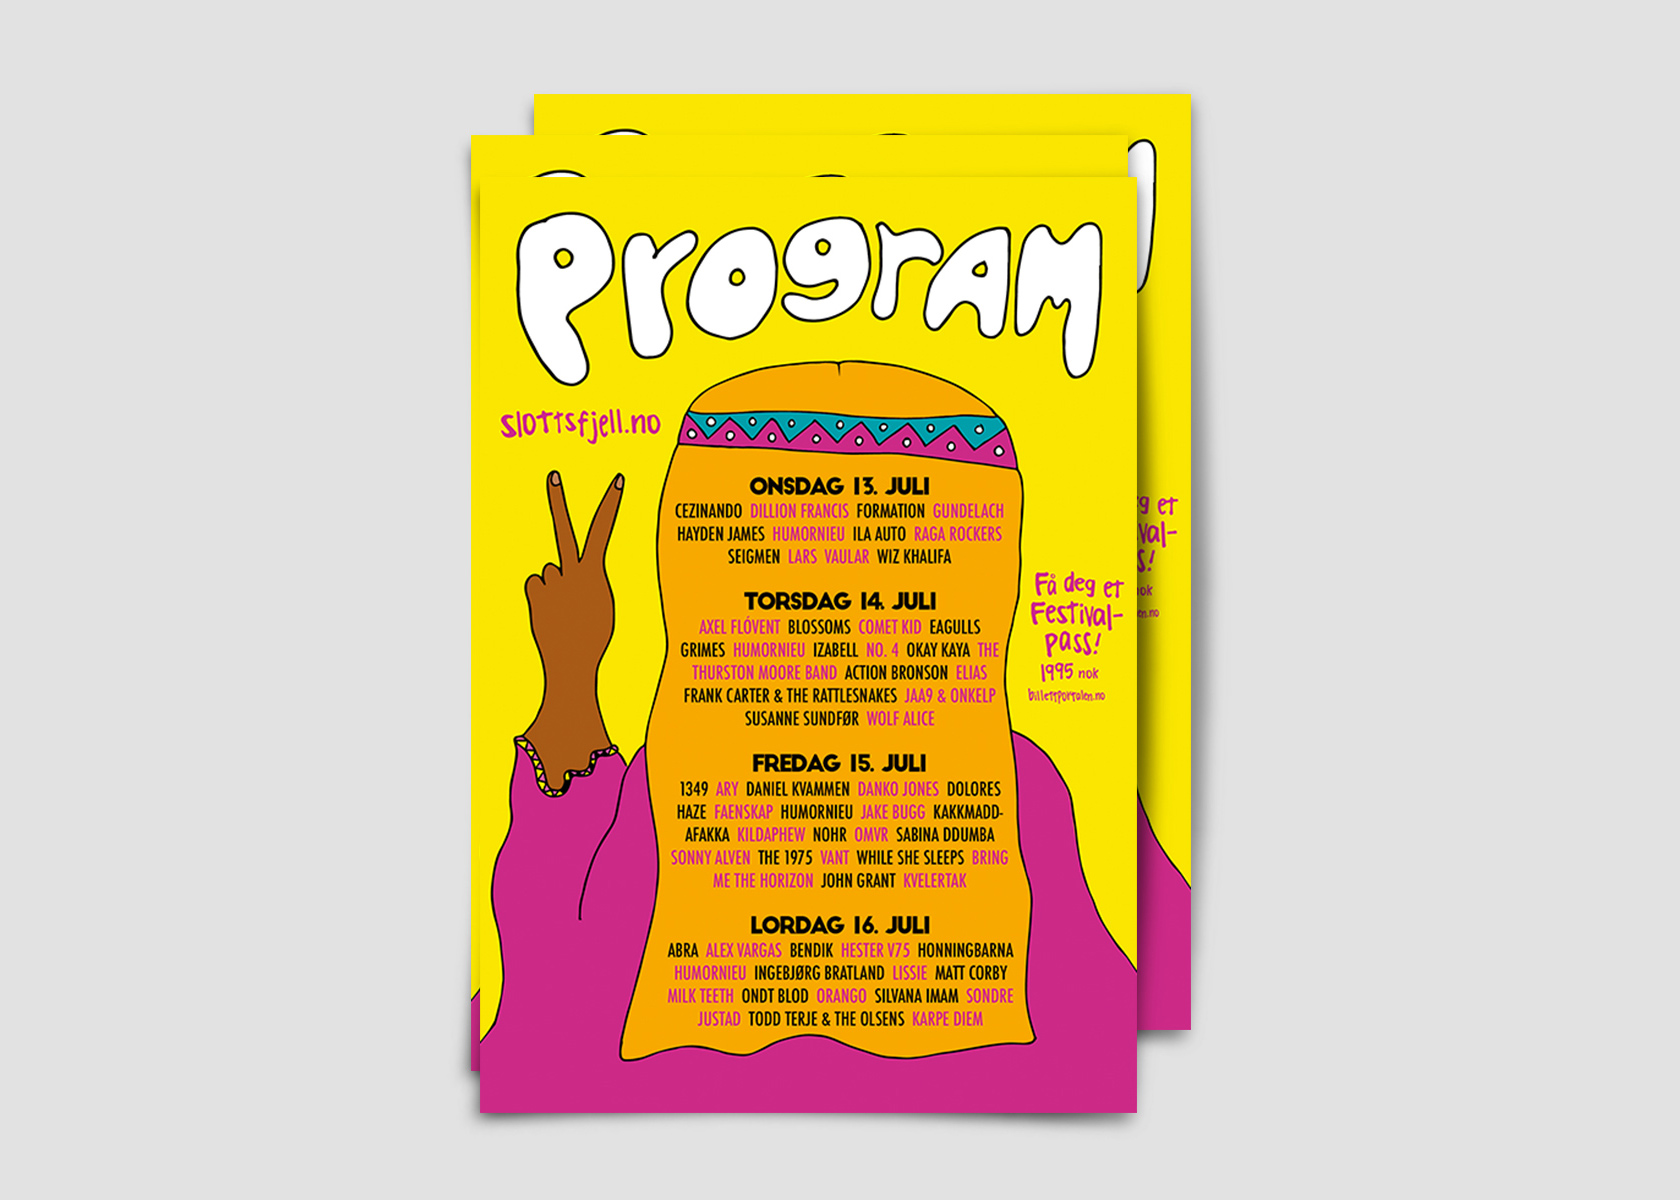 Program
slottsfjell.no
ONSDAG 13. JULI
CEZINANDO DILLION FRANCIS FORMATION GUNDELACH
HAYDEN JAMES HUMORNIEU ILA AUTO RAGA ROCKERS
SEIGMEN LARS VAULAR WIZ KHALIFA
TORSDAG 14. JULI
AXEL FLÓVENT BLOSSOMS COMET KID EAGULLS
GRIMES HUMORNIEU IZABELL NO. 4 OKAY KAYA THE
THURSTON MOORE BAND ACTION BRONSON ELIAS
FRANK CARTER & THE RATTLESNAKES JAA9 & ONKELP
SUSANNE SUNDFØR WOLF ALICE
FREDAG 15. JULI
1349 ARY DANIEL KVAMMEN DANKO JONES DOLORES
HAZE FAENSKAP HUMORNIEU JAKE BUGG KAKKMADD-
AFAKKA KILDAPHEW NOHR OMVR SABINA DDUMBA
SONNY ALVEN THE 1975 VANT WHILE SHE SLEEPS BRING
ME THE HORIZON JOHN GRANT KVELERTAK
LORDAG 16. JULI
ABRA ALEX VARGAS BENDIK HESTER V75 HONNINGBARNA
HUMORNIEU INGEBJØRG BRATLAND LISSIE MATT CORBY
MILK TEETH ONDT BLOD ORANGO SILVANA IMAM SONDRE
JUSTAD TODD TERJE & THE OLSENS KARPE DIEM
Få deg et
Festival-
pass!
1995 nok
billettportalen.no